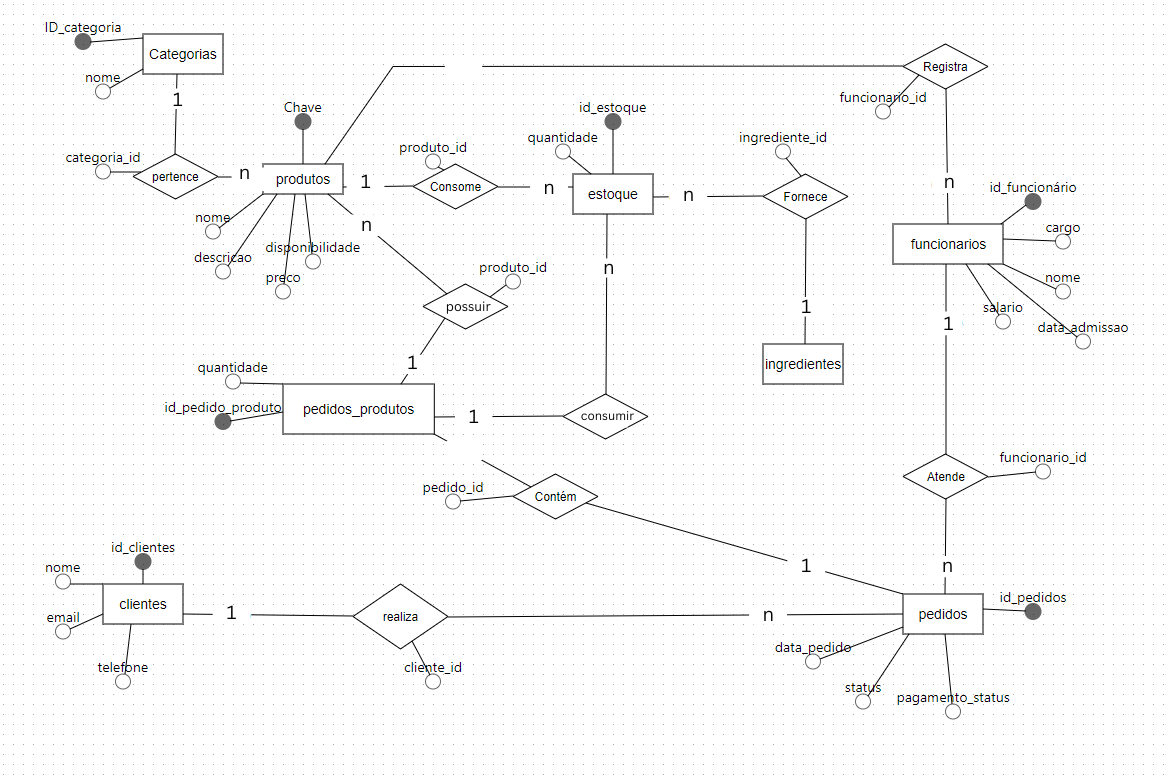 ID_categoria
Categorias
nome
1
categoria_id
pertence
n
Chave
produtos
nome
descricao
preco
disponibilidade
1
produto_id
Consome
n
id_estoque
quantidade
estoque
n
ingrediente_id
Fornece
1
ingredientes
Registra
funcionario_id
n
id_funcionário
funcionarios
cargo
nome
salario
data_admissao
1
n
produto_id
possuir
1
n
quantidade
id_pedido_produto
pedidos_produtos
1
consumir
pedido_id
Contém
1
funcionario_id
Atende
n
id_clientes
nome
clientes
email
telefone
1
realiza
cliente_id
n
id_pedidos
pedidos
data_pedido
status
pagamento_status